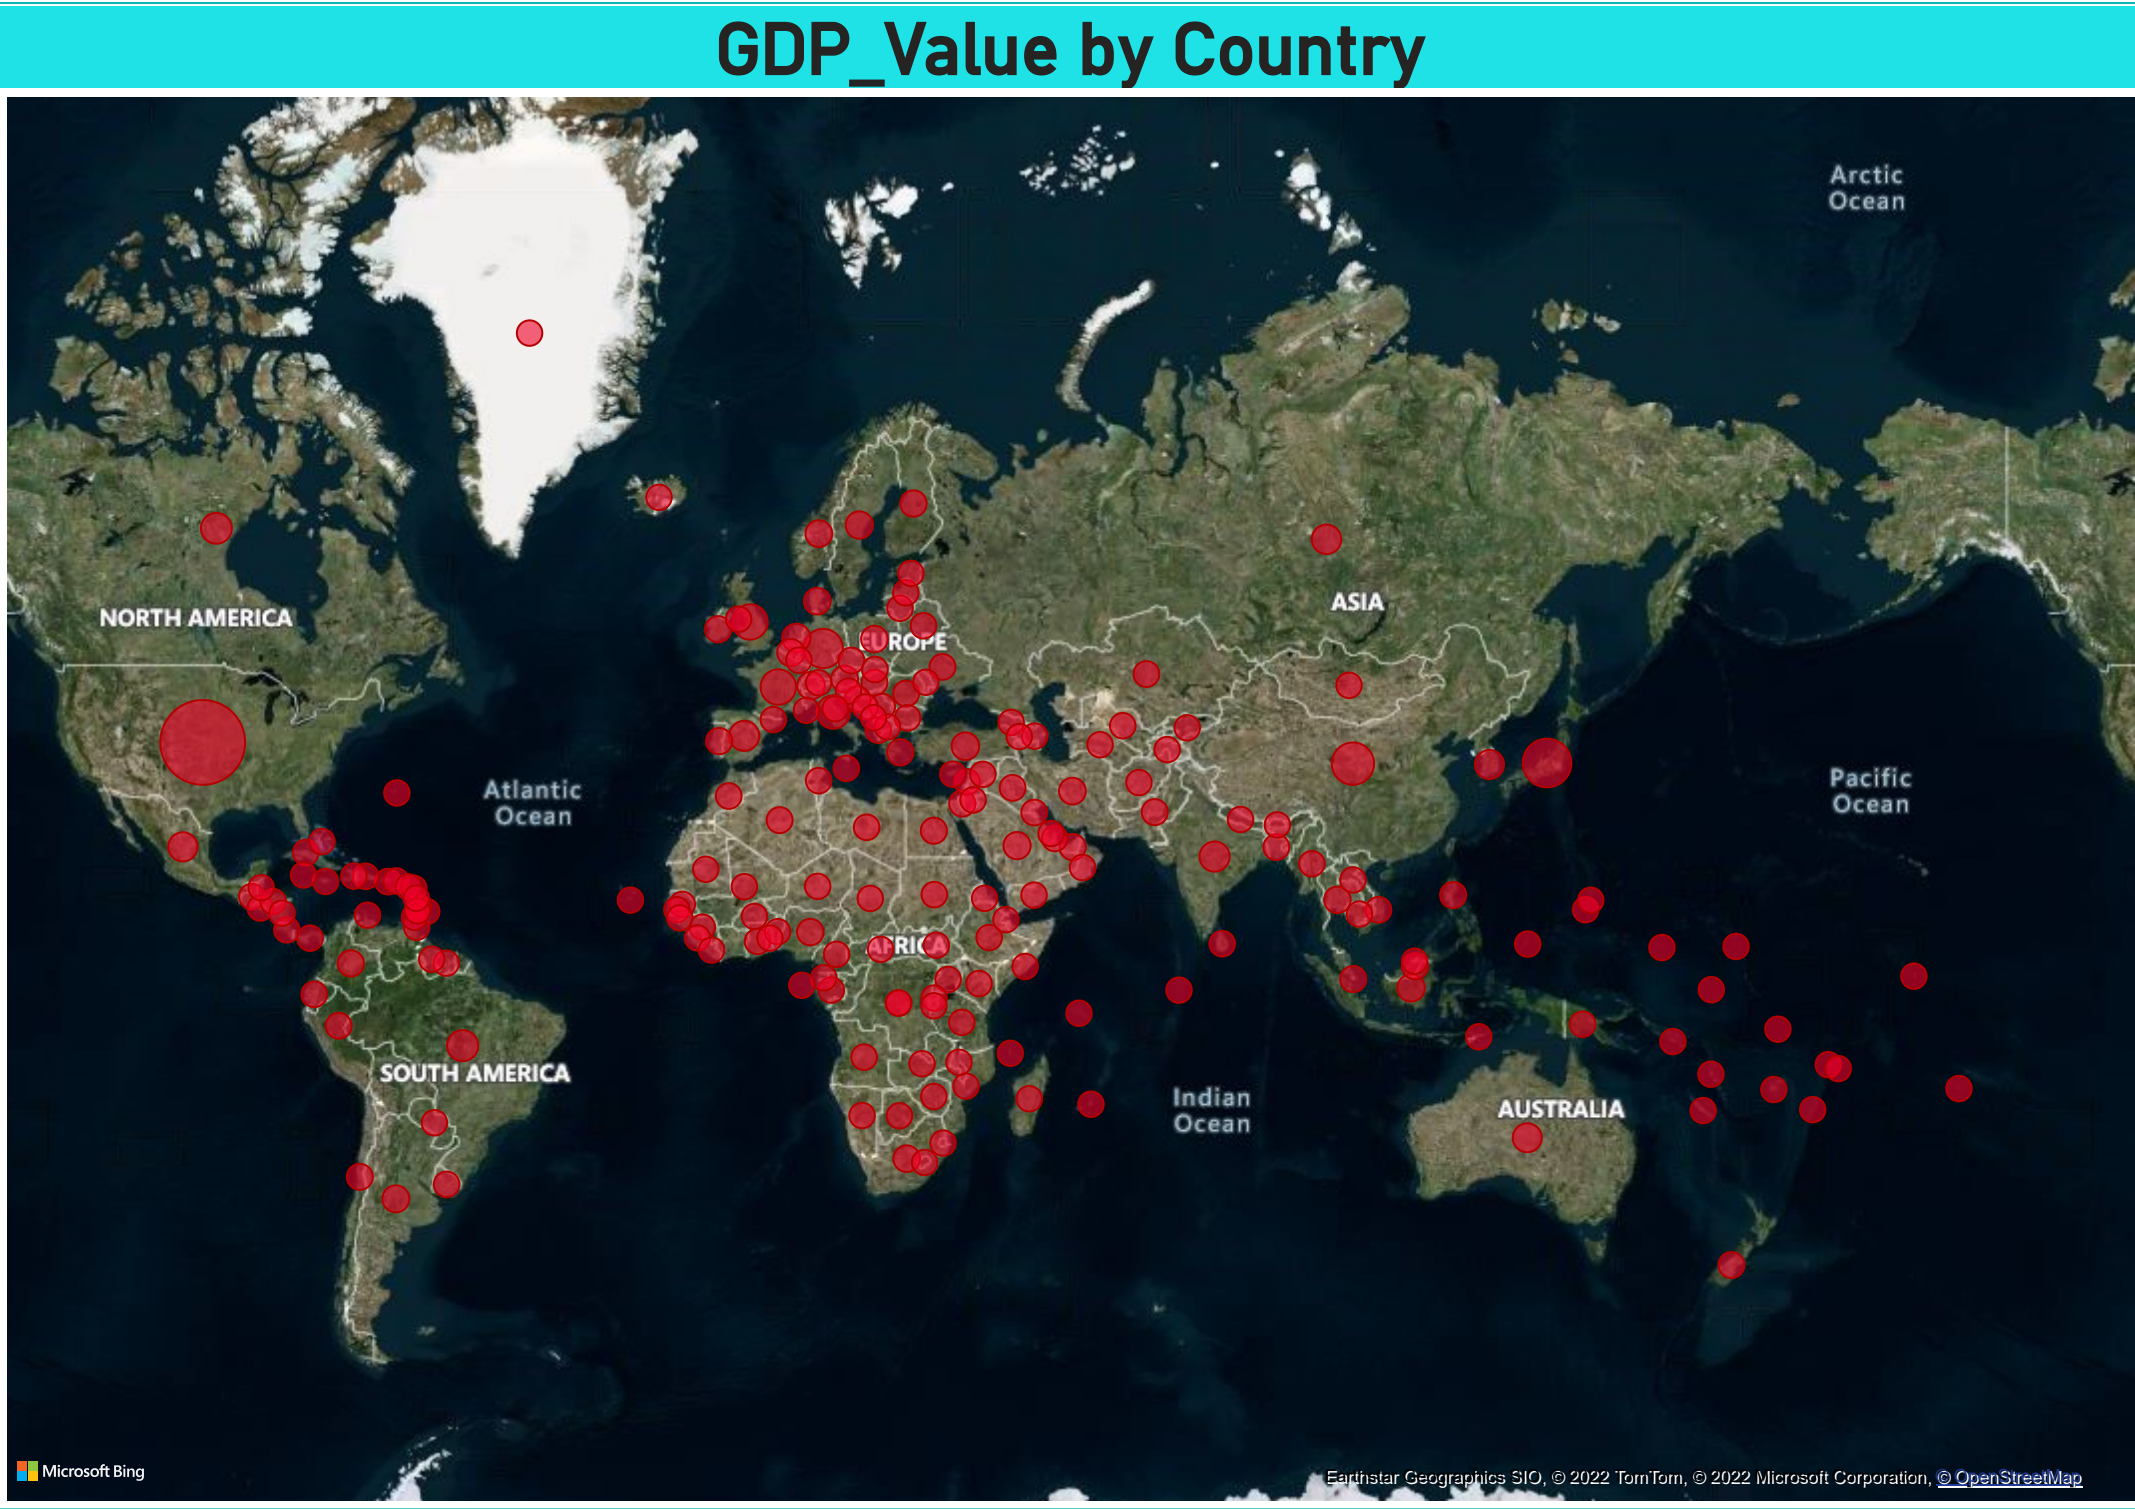 GDP_Value by Country
Arctic
Ocean
NORTH AMERICA
ASIA
EUROPE
Atlantic
Ocean
Pacific
Ocean
AFRICA
SOUTH AMERICA
Indian
Ocean
AUSTRALIA
Microsoft Bing
Earthstar Geographics SIO, © 2022 TomTom, © 2022 Microsoft Corporation, © OpenStreetMap